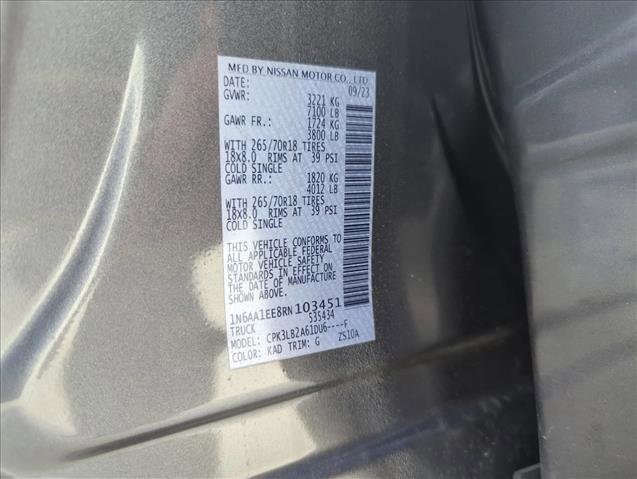 MFD BY NISSAN MOTOR CO., LTD.
DATE: 09/23
GVWR: 3221 KG
7100 LB
GAWR FR.: 1724 KG
3800 LB
WITH 265/70R18 TIRES
18x8.0 RIMS AT 39 PSI
COLD SINGLE
GAWR RR.: 1820 KG
4012 LB
WITH 265/70R18 TIRES
18x8.0 RIMS AT 39 PSI
COLD SINGLE
THIS VEHICLE CONFORMS TO
ALL APPLICABLE FEDERAL
MOTOR VEHICLE SAFETY
STANDARDS IN EFFECT ON
THE DATE OF MANUFACTURE
SHOWN ABOVE.
1N6AA1EE8RN103451
TRUCK 535434
CPK3LB2A61DU6----F
COLOR: KAD TRIM: G ZS10A